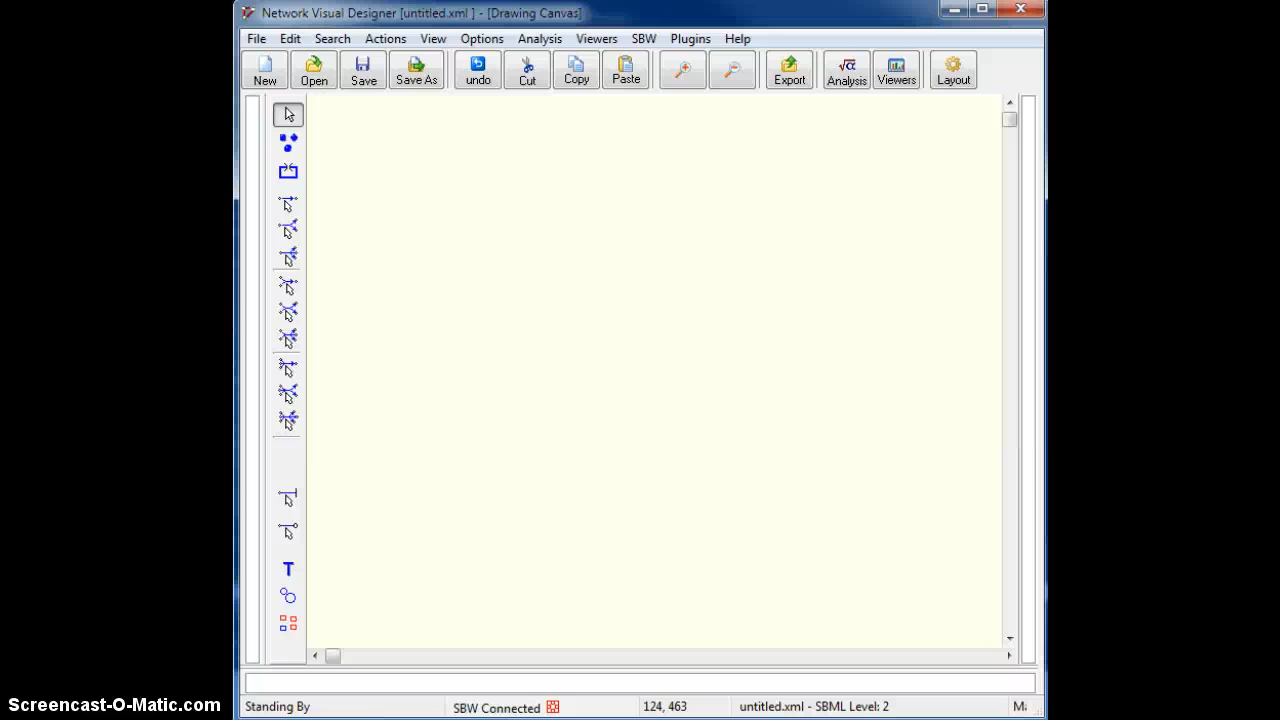 Network Visual Designer [untitled.xml ] - [Drawing Canvas]
File Edit Search Actions View Options Analysis Viewers SBW Plugins Help
New Open Save Save As undo Cut Copy Paste Export Analysis Viewers Layout
T
Standing By SBW Connected 124, 463 untitled.xml - SBML Level: 2
Screencast-O-Matic.com